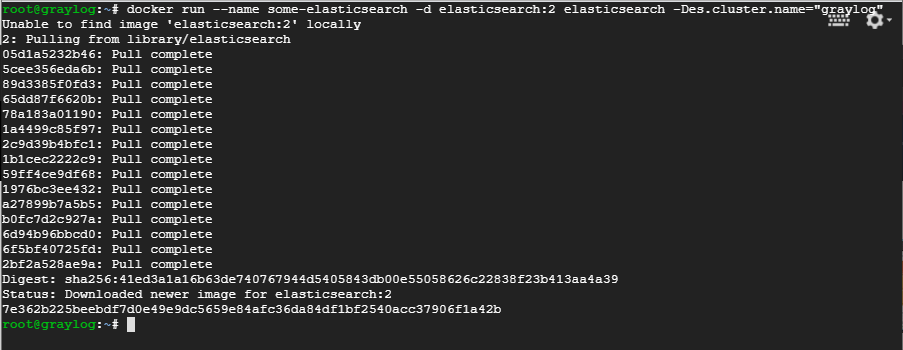 root@graylog:~# docker run --name some-elasticsearch -d elasticsearch:2 elasticsearch -Des.cluster.name="graylog"
Unable to find image 'elasticsearch:2' locally
2: Pulling from library/elasticsearch
05d1a5232b46: Pull complete
5cee356eda6b: Pull complete
89d3385f0fd3: Pull complete
65dd87f6620b: Pull complete
78a183a01190: Pull complete
1a4499c85f97: Pull complete
2c9d39b4bfc1: Pull complete
1b1cec2222c9: Pull complete
59ff4ce9df68: Pull complete
1976bc3ee432: Pull complete
a27899b7a5b5: Pull complete
b0fc7d2c927a: Pull complete
6d94b96bbcd0: Pull complete
6f5bf40725fd: Pull complete
2bf2a528ae9a: Pull complete
Digest: sha256:41ed3a1a16b63de740767944d5405843db00e55058626c22838f23b413aa4a39
Status: Downloaded newer image for elasticsearch:2
7e362b225beebdf7d0e49e9dc5659e84afc36da84df1bf2540acc37906f1a42b
root@graylog:~#